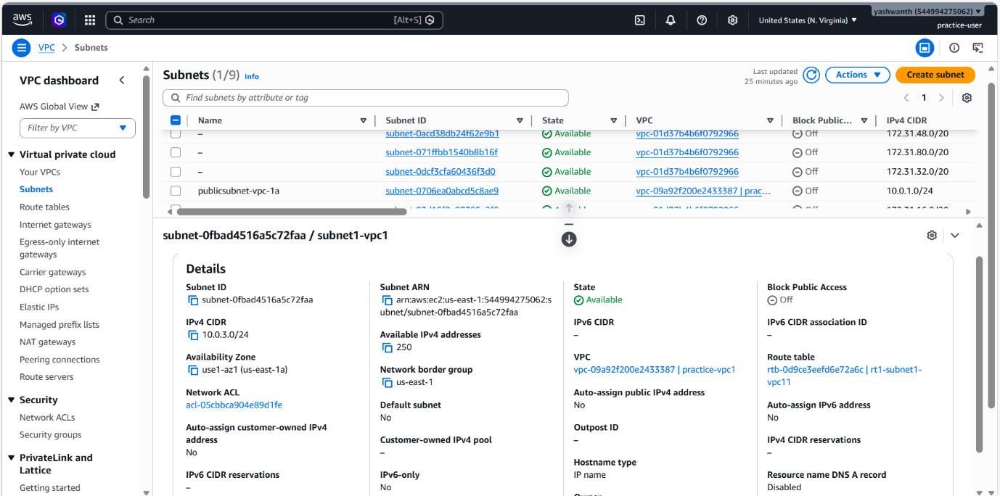 aws
Search
[Alt+S]
United States (N. Virginia)
yashwanth (544994275062)
practice-user
VPC
Subnets
VPC dashboard
AWS Global View
Filter by VPC
Virtual private cloud
Your VPCs
Subnets
Route tables
Internet gateways
Egress-only internet
gateways
Carrier gateways
DHCP option sets
Elastic IPs
Managed prefix lists
NAT gateways
Peering connections
Route servers
Security
Network ACLs
Security groups
PrivateLink and
Lattice
Getting started
Subnets (1/9) Info
Last updated
25 minutes ago
Actions
Create subnet
Find subnets by attribute or tag
1
Name Subnet ID State VPC Block Public... IPv4 CIDR
– subnet-0acd38db24f62e9b1 Available vpc-01d37b4b6f0792966 Off 172.31.48.0/20
– subnet-071ffbb1540b8b16f Available vpc-01d37b4b6f0792966 Off 172.31.80.0/20
– subnet-0dcf3cfa60436f3d0 Available vpc-01d37b4b6f0792966 Off 172.31.32.0/20
publicsubnet-vpc-1a subnet-0706ea0abcd5c8ae9 Available vpc-09a92f200e2433387 | prac... Off 10.0.1.0/24
subnet-0fbad4516a5c72faa / subnet1-vpc1
Details
Subnet ID
subnet-0fbad4516a5c72faa
IPv4 CIDR
10.0.3.0/24
Availability Zone
use1-az1 (us-east-1a)
Network ACL
acl-05cbbca904e89d1fe
Auto-assign customer-owned IPv4
address
No
IPv6 CIDR reservations
–
Subnet ARN
arn:aws:ec2:us-east-1:544994275062:s
ubnet/subnet-0fbad4516a5c72faa
Available IPv4 addresses
250
Network border group
us-east-1
Default subnet
No
Customer-owned IPv4 pool
–
IPv6-only
No
State
Available
IPv6 CIDR
–
VPC
vpc-09a92f200e2433387 | practice-vpc1
Auto-assign public IPv4 address
No
Outpost ID
–
Hostname type
IP name
Block Public Access
Off
IPv6 CIDR association ID
–
Route table
rtb-0d9ce3eefd6e72a6c | rt1-subnet1-
vpc11
Auto-assign IPv6 address
No
IPv4 CIDR reservations
–
Resource name DNS A record
Disabled